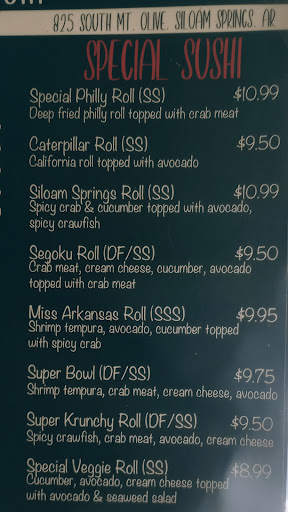 825 SOUTH MT. OLIVE. SILOAM SPRINGS, AR
SPECIAL SUSHI
Special Philly Roll (SS) $10.99
Deep fried philly roll topped with crab meat
Caterpillar Roll (SS) $9.50
California roll topped with avocado
Siloam Springs Roll (SS) $10.99
Spicy crab & cucumber topped with avocado,
spicy crawfish
Segoku Roll (DF/SS) $9.50
Crab meat, cream cheese, cucumber, avocado
topped with crab meat
Miss Arkansas Roll (SSS) $9.95
Shrimp tempura, avocado, cucumber topped
with spicy crab
Super Bowl (DF/SS) $9.75
Shrimp tempura, crab meat, cream cheese, avocado
Super Krunchy Roll (DF/SS) $9.50
Spicy crawfish, crab meat, avocado, cream cheese
Special Veggie Roll (SS) $8.99
Cucumber, avocado, cream cheese topped
with avocado & seaweed salad